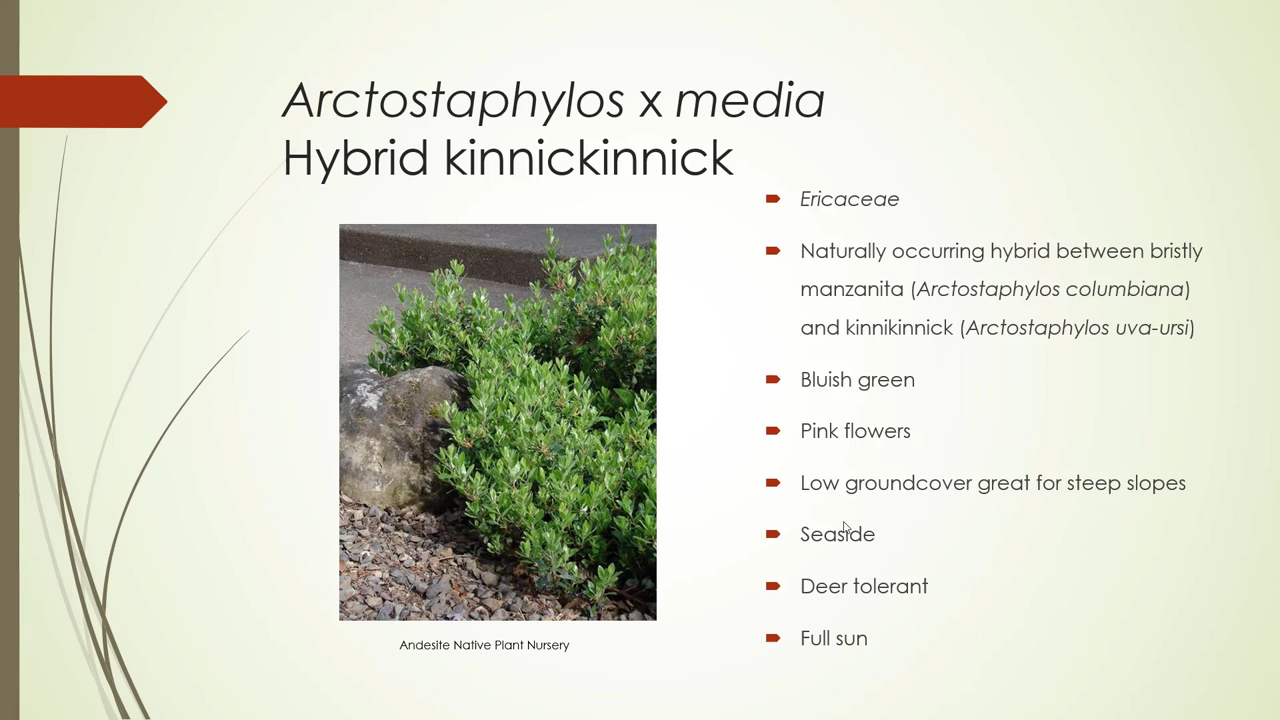 Arctostaphylos x media
Hybrid kinnickinnick
Ericaceae
Naturally occurring hybrid between bristly
manzanita (Arctostaphylos columbiana)
and kinnikinnick (Arctostaphylos uva-ursi)
Bluish green
Pink flowers
Low groundcover great for steep slopes
Seaside
Deer tolerant
Full sun
Andesite Native Plant Nursery